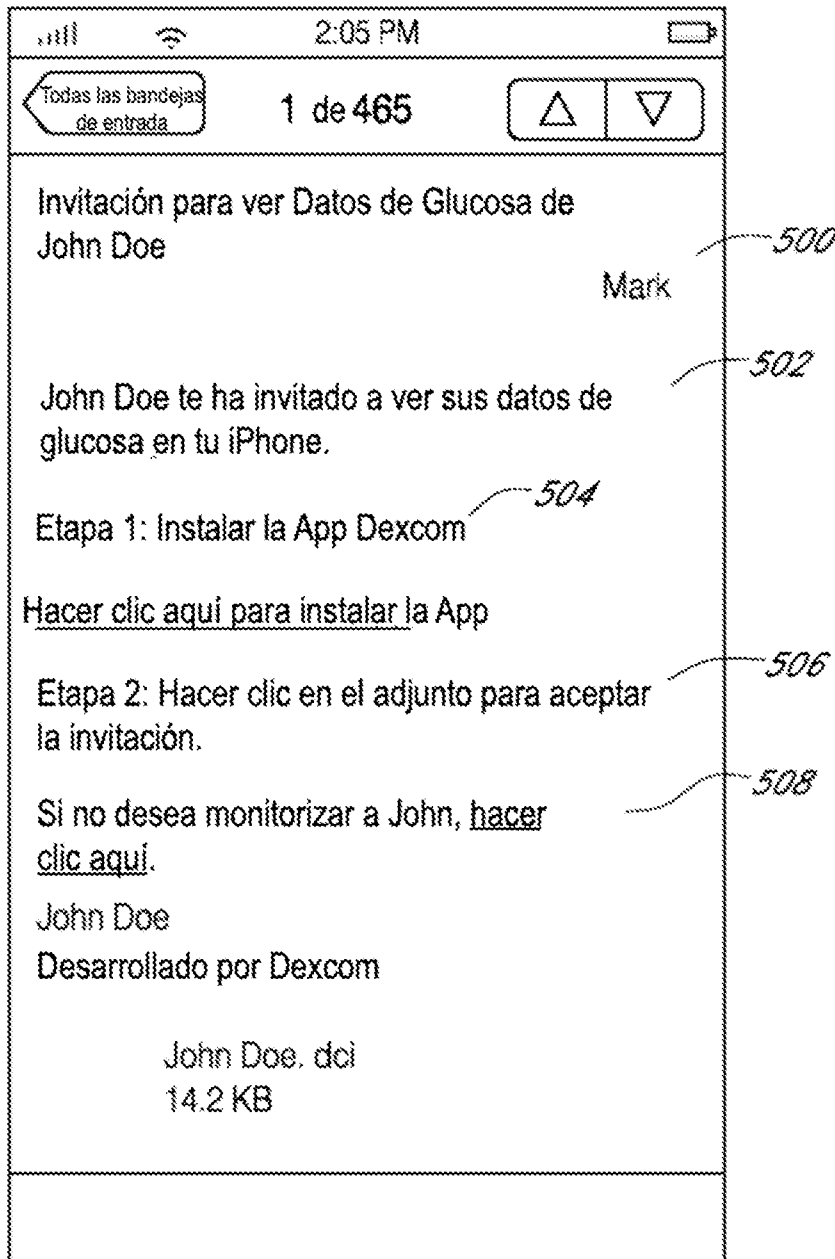 2:05 PM
Todas las bandejas
de entrada
1 de 465
Invitación para ver Datos de Glucosa de
John Doe
500
Mark
502
John Doe te ha invitado a ver sus datos de
glucosa en tu iPhone.
504
Etapa 1: Instalar la App Dexcom
Hacer clic aquí para instalar la App
506
Etapa 2: Hacer clic en el adjunto para aceptar
la invitación.
508
Si no desea monitorizar a John, hacer
clic aquí.
John Doe
Desarrollado por Dexcom
John Doe. dci
14.2 KB